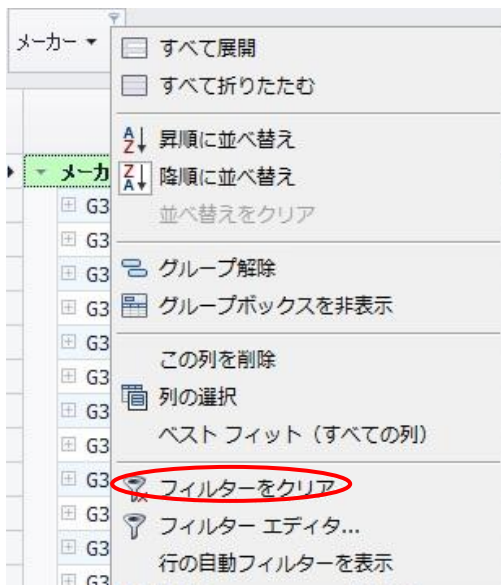 メーカー
すべて展開
すべて折りたたむ
昇順に並べ替え
降順に並べ替え
並べ替えをクリア
グループ解除
グループボックスを非表示
この列を削除
列の選択
ベスト フィット（すべての列）
フィルターをクリア
フィルター エディタ...
行の自動フィルターを表示
メーカ
G3
G3
G3
G3
G3
G3
G3
G3
G3
G3
G3
G3